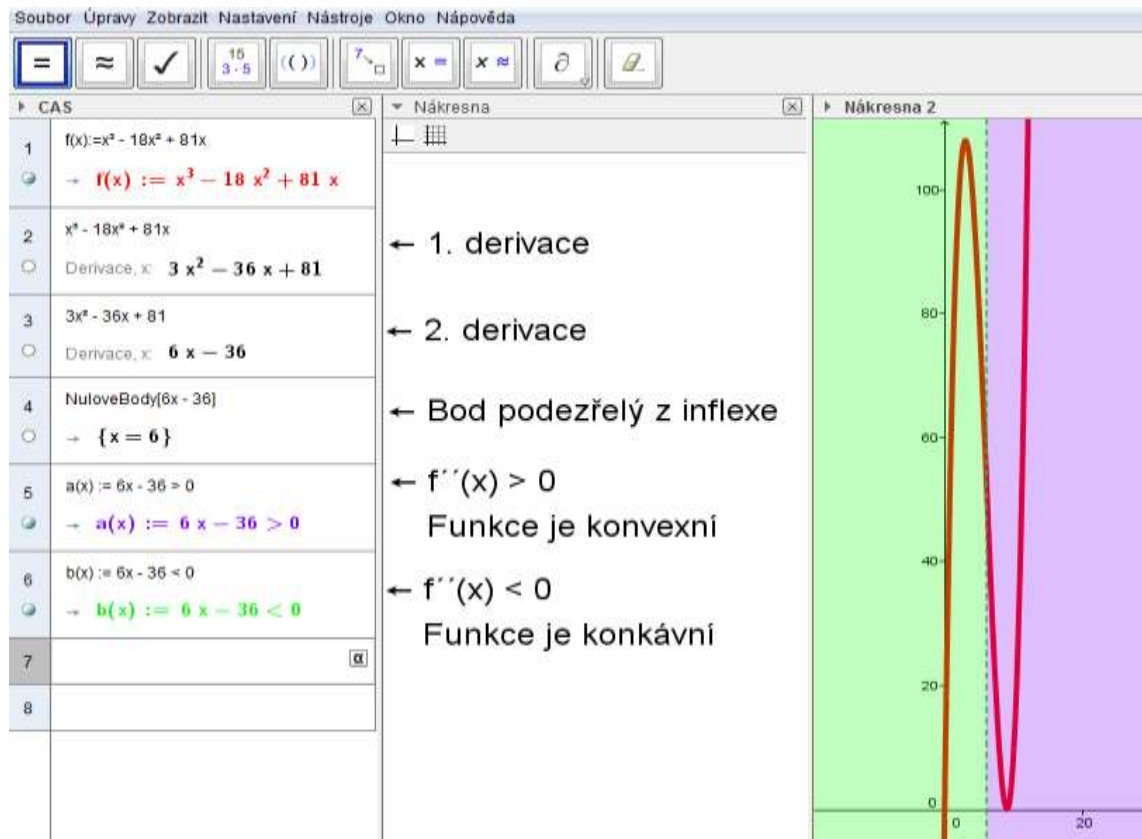 Soubor Úpravy Zobrazit Nastavení Nástroje Okno Nápověda
= ≈ ✓ 15 3·5 (()) 7 x = x ≈ ∂
CAS
1
f(x):=x³ - 18x² + 81x
→ f(x) := x³ − 18 x² + 81 x
2
x³ - 18x² + 81x
Derivace, x: 3 x² − 36 x + 81
3
3x² - 36x + 81
Derivace, x: 6 x − 36
4
NuloveBody[6x - 36]
→ {x = 6}
5
a(x) := 6x - 36 > 0
→ a(x) := 6 x − 36 > 0
6
b(x) := 6x - 36 < 0
→ b(x) := 6 x − 36 < 0
7
α
8
Nákresna
← 1. derivace
← 2. derivace
← Bod podezřelý z inflexe
← f´´(x) > 0
Funkce je konvexní
← f´´(x) < 0
Funkce je konkávní
Nákresna 2
100
80
60
40
20
0
0 20